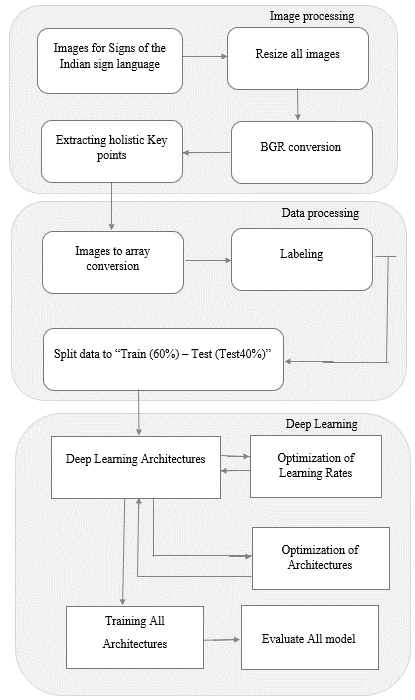 Image processing
Images for Signs of the
Indian sign language
Resize all images
Extracting holistic Key
points
BGR conversion
Data processing
Images to array
conversion
Labeling
Split data to “Train (60%) – Test (Test40%)”
Deep Learning
Deep Learning Architectures
Optimization of
Learning Rates
Optimization of
Architectures
Training All
Architectures
Evaluate All model